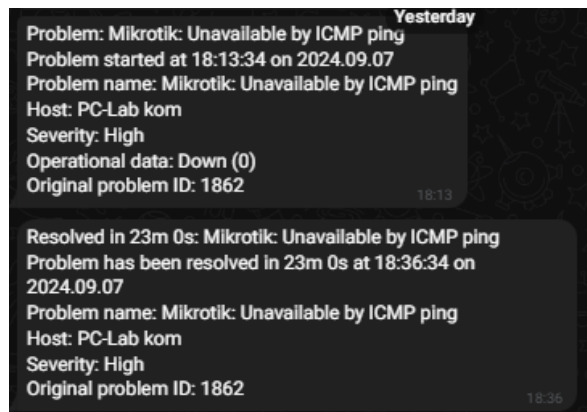 Yesterday
Problem: Mikrotik: Unavailable by ICMP ping
Problem started at 18:13:34 on 2024.09.07
Problem name: Mikrotik: Unavailable by ICMP ping
Host: PC-Lab kom
Severity: High
Operational data: Down (0)
Original problem ID: 1862
18:13
Resolved in 23m 0s: Mikrotik: Unavailable by ICMP ping
Problem has been resolved in 23m 0s at 18:36:34 on
2024.09.07
Problem name: Mikrotik: Unavailable by ICMP ping
Host: PC-Lab kom
Severity: High
Original problem ID: 1862
18:36